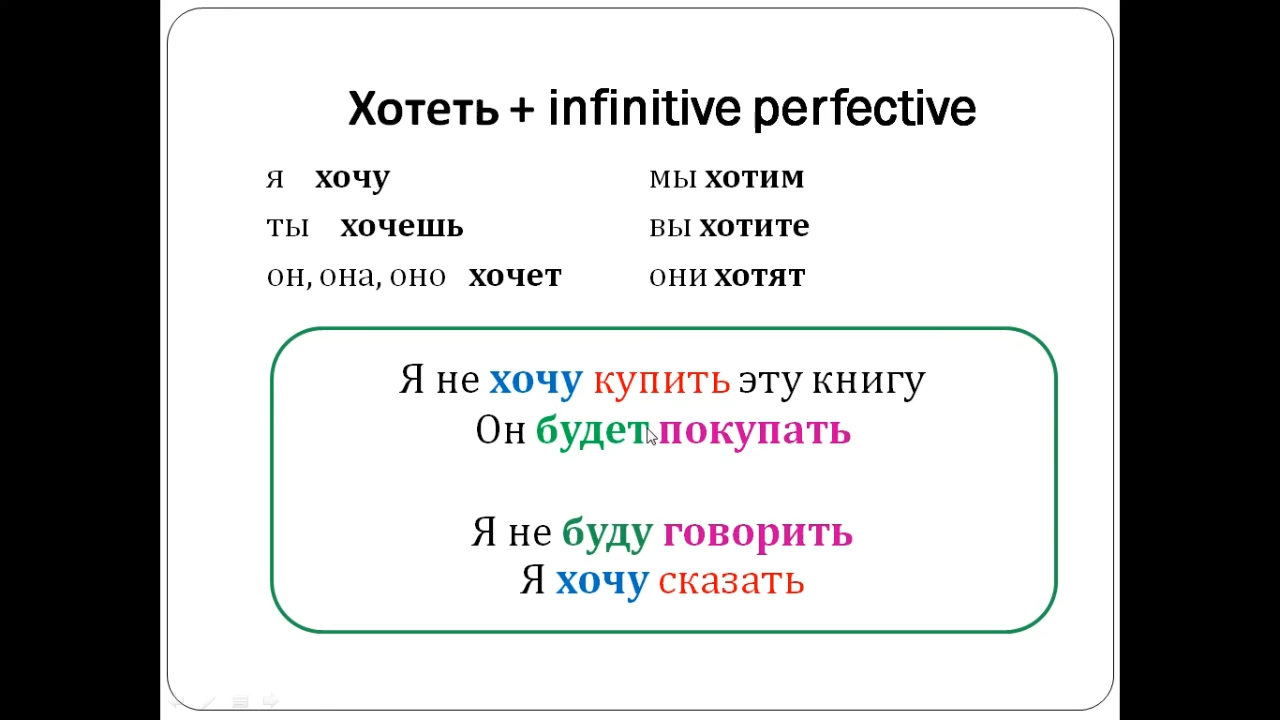 Хотеть + infinitive perfective
я хочу
ты хочешь
он, она, оно хочет
мы хотим
вы хотите
они хотят
Я не хочу купить эту книгу
Он будет покупать
Я не буду говорить
Я хочу сказать